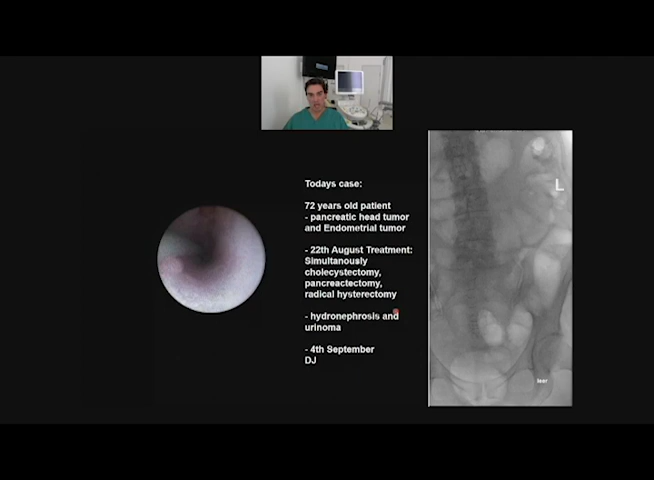 Todays case:
72 years old patient
- pancreatic head tumor
and Endometrial tumor
- 22th August Treatment:
Simultanously
cholecystectomy,
pancreactectomy,
radical hysterectomy
- hydronephrosis and
urinoma
- 4th September
DJ
L
leer